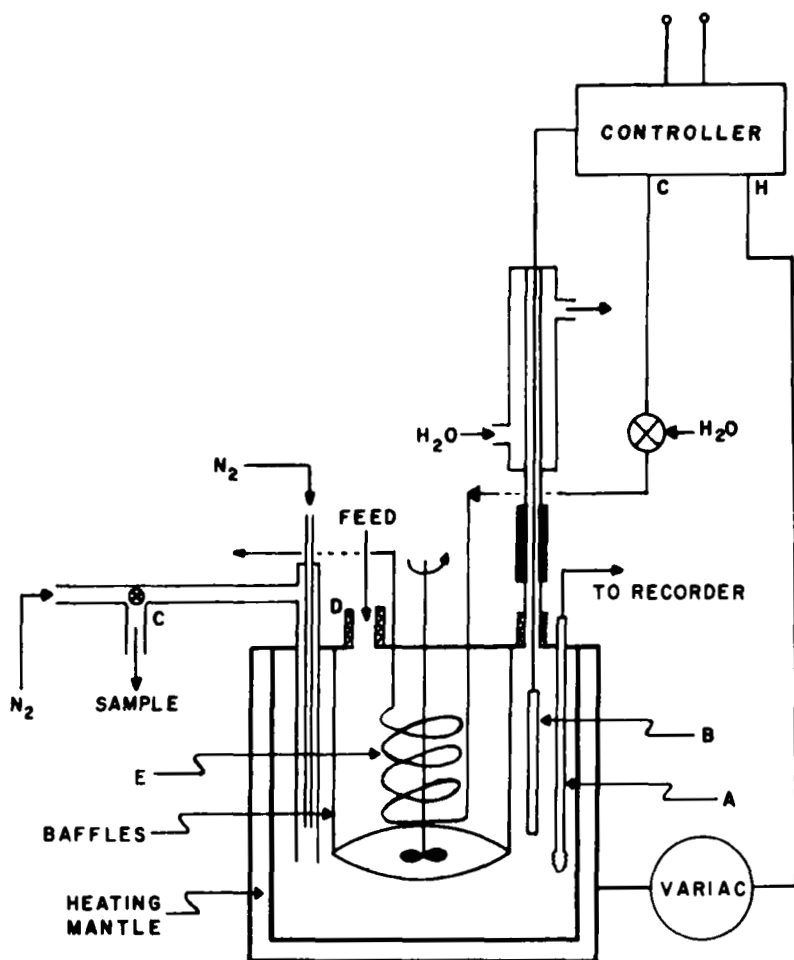 CONTROLLER
C
H
H2O
H2O
N2
FEED
TO RECORDER
D
C
N2
SAMPLE
B
E
A
BAFFLES
VARIAC
HEATING
MANTLE